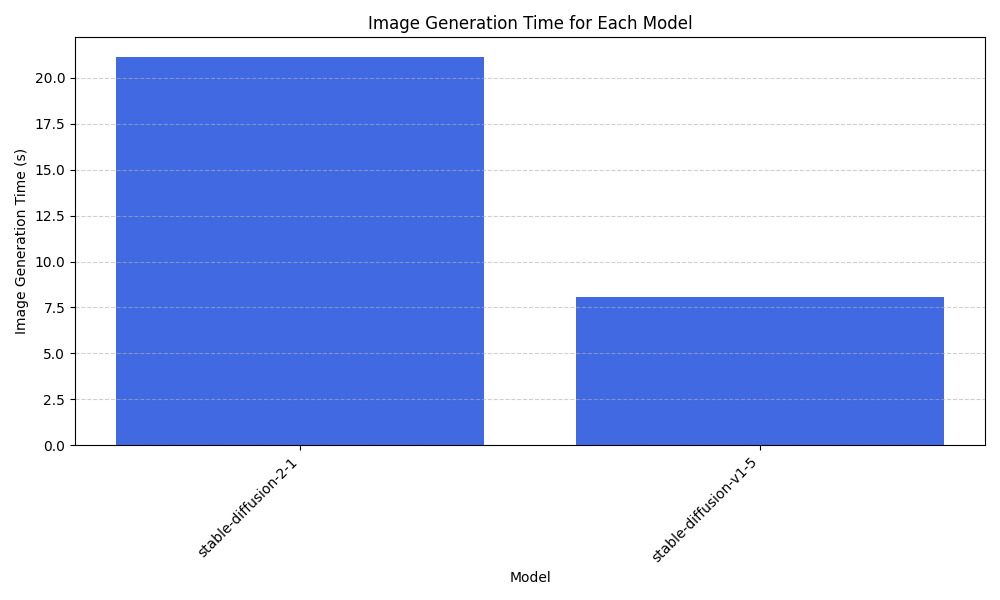 Image Generation Time for Each Model
Image Generation Time (s)
20.0
17.5
15.0
12.5
10.0
7.5
5.0
2.5
0.0
stable-diffusion-2-1
stable-diffusion-v1-5
Model